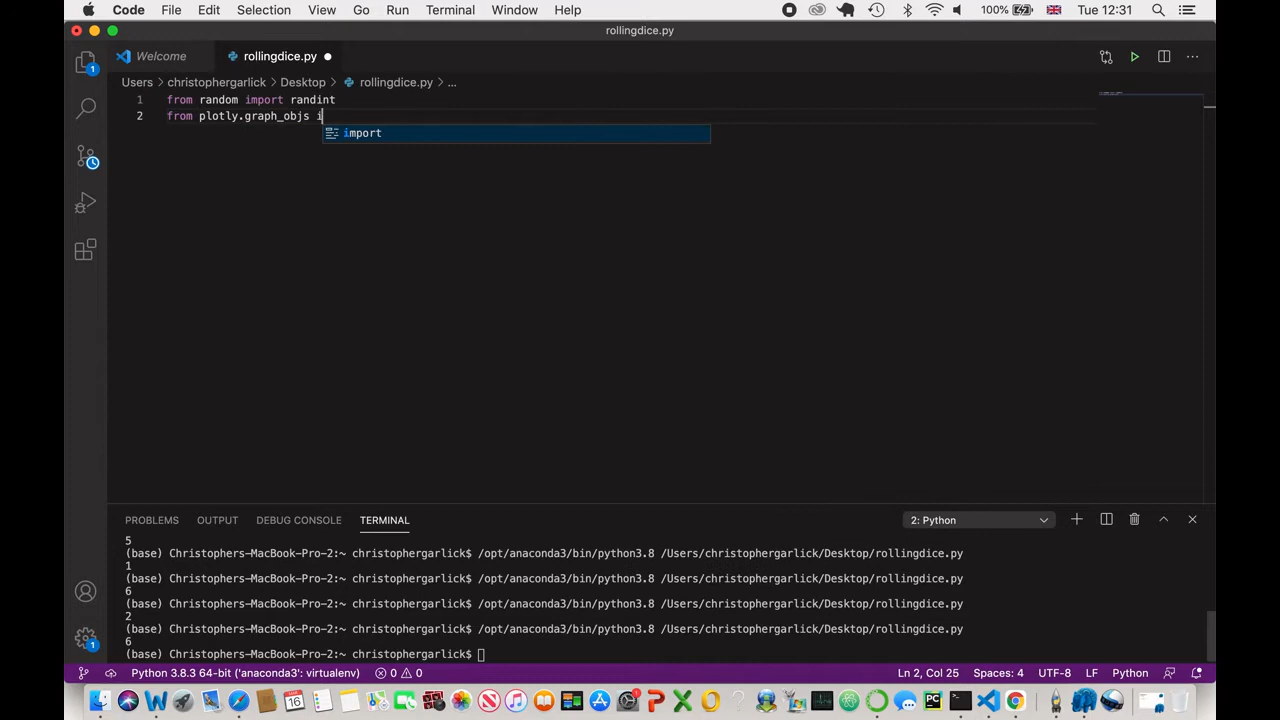 Code File Edit Selection View Go Run Terminal Window Help 100% Tue 12:31
rollingdice.py
Welcome rollingdice.py
Users > christophergarlick > Desktop > rollingdice.py > ...
1 from random import randint
2 from plotly.graph_objs i
import
1
PROBLEMS OUTPUT DEBUG CONSOLE TERMINAL 2: Python
5
(base) Christophers-MacBook-Pro-2:~ christophergarlick$ /opt/anaconda3/bin/python3.8 /Users/christophergarlick/Desktop/rollingdice.py
1
(base) Christophers-MacBook-Pro-2:~ christophergarlick$ /opt/anaconda3/bin/python3.8 /Users/christophergarlick/Desktop/rollingdice.py
6
(base) Christophers-MacBook-Pro-2:~ christophergarlick$ /opt/anaconda3/bin/python3.8 /Users/christophergarlick/Desktop/rollingdice.py
2
(base) Christophers-MacBook-Pro-2:~ christophergarlick$ /opt/anaconda3/bin/python3.8 /Users/christophergarlick/Desktop/rollingdice.py
6
(base) Christophers-MacBook-Pro-2:~ christophergarlick$
1
Python 3.8.3 64-bit ('anaconda3': virtualenv) 0 0 Ln 2, Col 25 Spaces: 4 UTF-8 LF Python
16